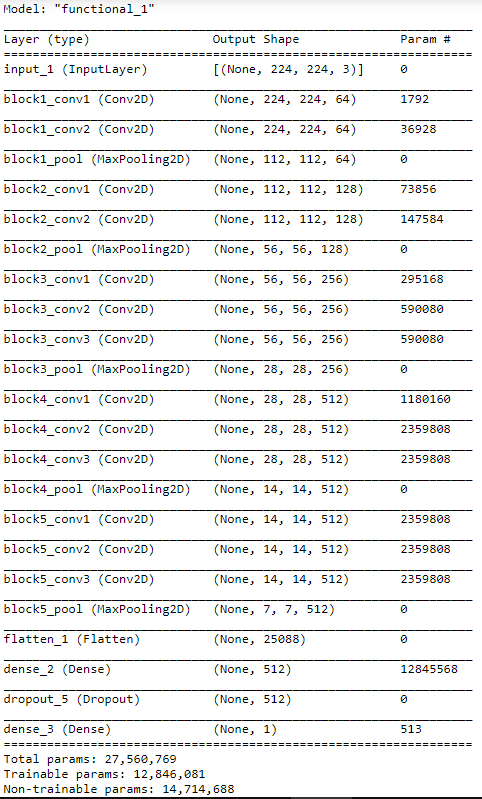 Model: "functional_1"
Layer (type) Output Shape Param #
input_1 (InputLayer) [(None, 224, 224, 3)] 0
block1_conv1 (Conv2D) (None, 224, 224, 64) 1792
block1_conv2 (Conv2D) (None, 224, 224, 64) 36928
block1_pool (MaxPooling2D) (None, 112, 112, 64) 0
block2_conv1 (Conv2D) (None, 112, 112, 128) 73856
block2_conv2 (Conv2D) (None, 112, 112, 128) 147584
block2_pool (MaxPooling2D) (None, 56, 56, 128) 0
block3_conv1 (Conv2D) (None, 56, 56, 256) 295168
block3_conv2 (Conv2D) (None, 56, 56, 256) 590080
block3_conv3 (Conv2D) (None, 56, 56, 256) 590080
block3_pool (MaxPooling2D) (None, 28, 28, 256) 0
block4_conv1 (Conv2D) (None, 28, 28, 512) 1180160
block4_conv2 (Conv2D) (None, 28, 28, 512) 2359808
block4_conv3 (Conv2D) (None, 28, 28, 512) 2359808
block4_pool (MaxPooling2D) (None, 14, 14, 512) 0
block5_conv1 (Conv2D) (None, 14, 14, 512) 2359808
block5_conv2 (Conv2D) (None, 14, 14, 512) 2359808
block5_conv3 (Conv2D) (None, 14, 14, 512) 2359808
block5_pool (MaxPooling2D) (None, 7, 7, 512) 0
flatten_1 (Flatten) (None, 25088) 0
dense_2 (Dense) (None, 512) 12845568
dropout_5 (Dropout) (None, 512) 0
dense_3 (Dense) (None, 1) 513
Total params: 27,560,769
Trainable params: 12,846,081
Non-trainable params: 14,714,688